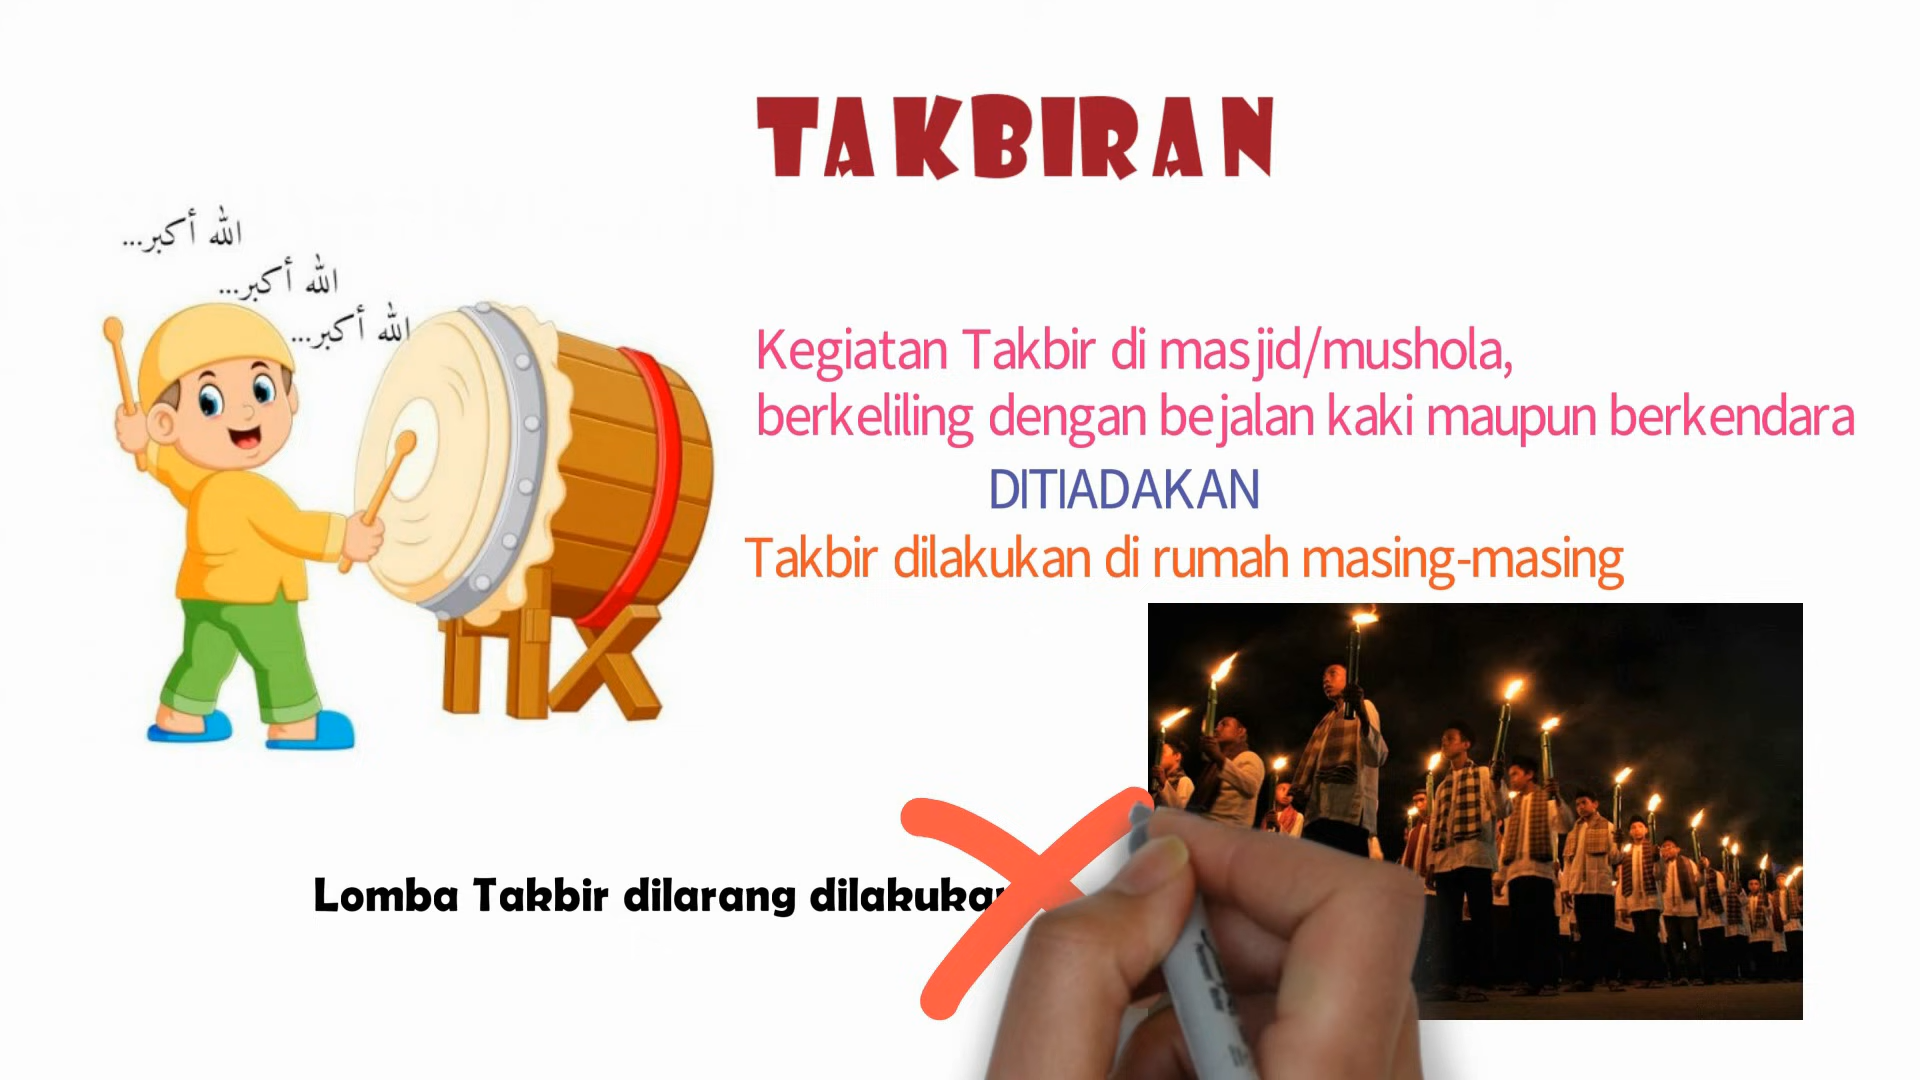 TAKBIRAN
الله أكبر...
الله أكبر...
الله أكبر...
Kegiatan Takbir di masjid/mushola,
berkeliling dengan bejalan kaki maupun berkendara
DITIADAKAN
Takbir dilakukan di rumah masing-masing
Lomba Takbir dilarang dilakukan